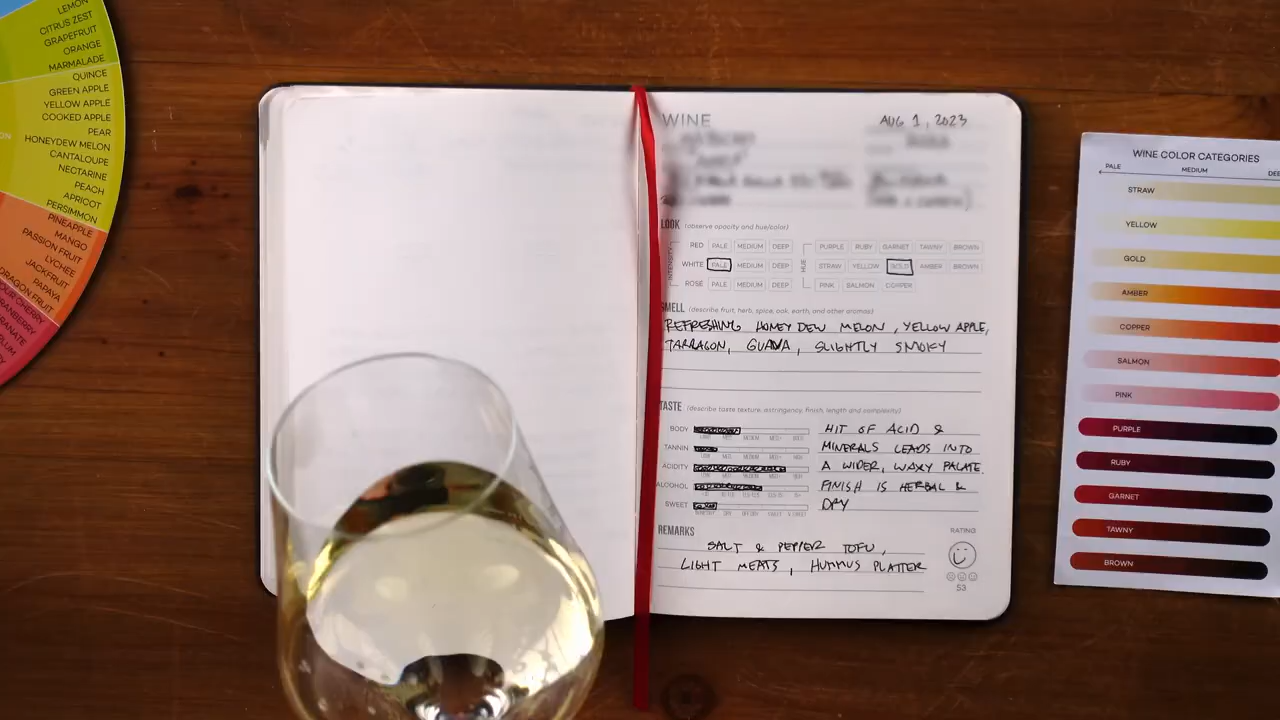 LEMON
CITRUS ZEST
GRAPEFRUIT
ORANGE
MARMALADE
QUINCE
GREEN APPLE
YELLOW APPLE
COOKED APPLE
PEAR
HONEYDEW MELON
CANTALOUPE
NECTARINE
PEACH
APRICOT
PERSIMMON
PINEAPPLE
MANGO
PASSION FRUIT
LYCHEE
JACKFRUIT
PAPAYA
DRAGON FRUIT
WINE AUG 1, 2023
LOOK (observe opacity and hue/color)
INTENSITY HUE
RED PALE MEDIUM DEEP PURPLE RUBY GARNET TAWNY BROWN
WHITE PALE MEDIUM DEEP STRAW YELLOW GOLD AMBER BROWN
ROSÉ PALE MEDIUM DEEP PINK SALMON COPPER
SMELL (describe fruit, herb, spice, oak, earth, and other aromas)
REFRESHING HONEYDEW MELON, YELLOW APPLE,
TARRAGON, GUAVA, SLIGHTLY SMOKY
TASTE (describe taste texture, astringency, finish, length and complexity)
BODY HIT OF ACID &
TANNIN MINERALS LEADS INTO
ACIDITY A WIDER, WAXY PALATE.
ALCOHOL FINISH IS HERBAL &
SWEET DRY
REMARKS RATING:
SALT & PEPPER TOFU,
LIGHT MEATS, HUMMUS PLATTER
53
WINE COLOR CATEGORIES
PALE MEDIUM
STRAW
YELLOW
GOLD
AMBER
COPPER
SALMON
PINK
PURPLE
RUBY
GARNET
TAWNY
BROWN